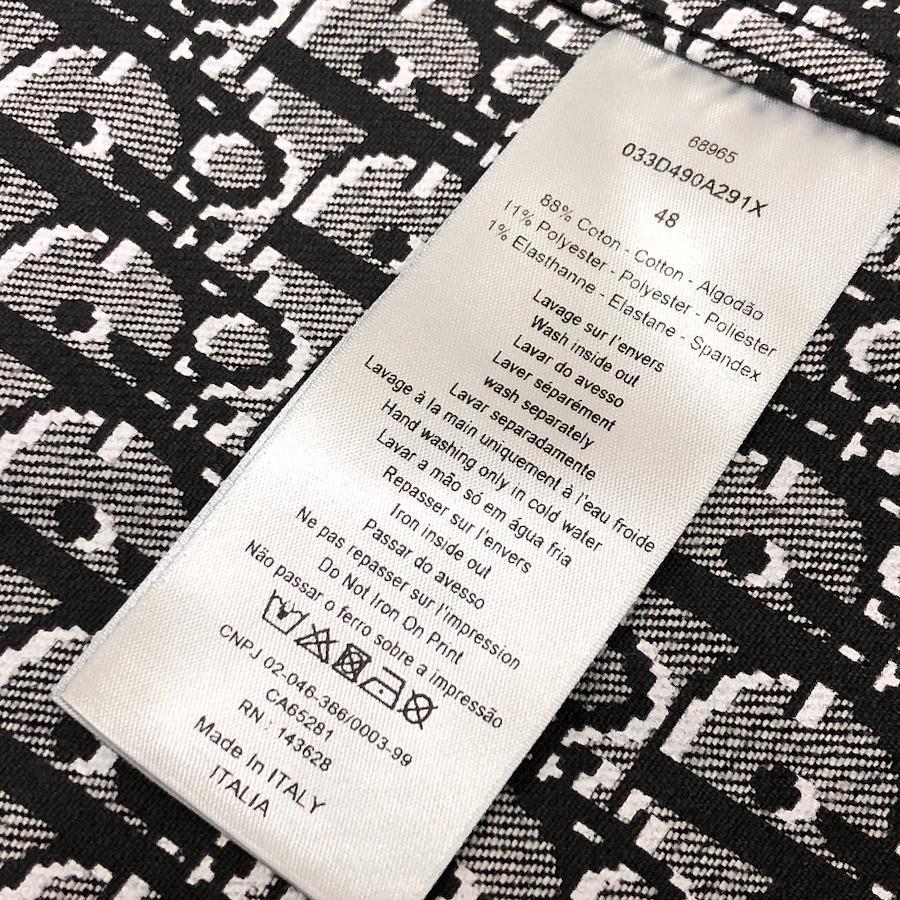 68965
033D490A291X
48
88% Coton - Cotton - Algodão
11% Polyester - Polyester - Poliéster
1% Elasthanne - Elastane - Spandex
Lavage sur l'envers
Wash inside out
Lavar do avesso
Laver séparément
wash separately
Lavar separadamente
Lavage à la main uniquement à l'eau froide
Hand washing only in cold water
Lavar a mão só em água fria
Repasser sur l'envers
Iron inside out
Passar do avesso
Ne pas repasser sur l'impression
Do Not Iron On Print
Não passar o ferro sobre a impressão
CNPJ 02-046-366/0003-99
CA65281
RN : 143628
Made In ITALY
ITALIA